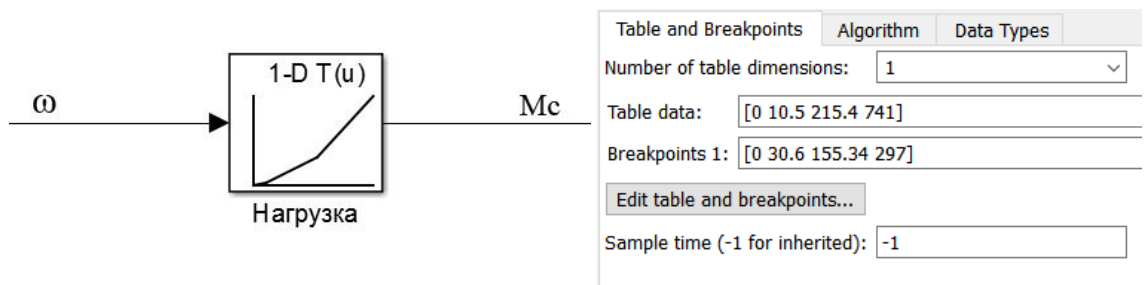 ω
1-D T(u)
Mc
Нагрузка
Table and Breakpoints
Algorithm
Data Types
Number of table dimensions: 1
Table data: [0 10.5 215.4 741]
Breakpoints 1: [0 30.6 155.34 297]
Edit table and breakpoints...
Sample time (-1 for inherited): -1